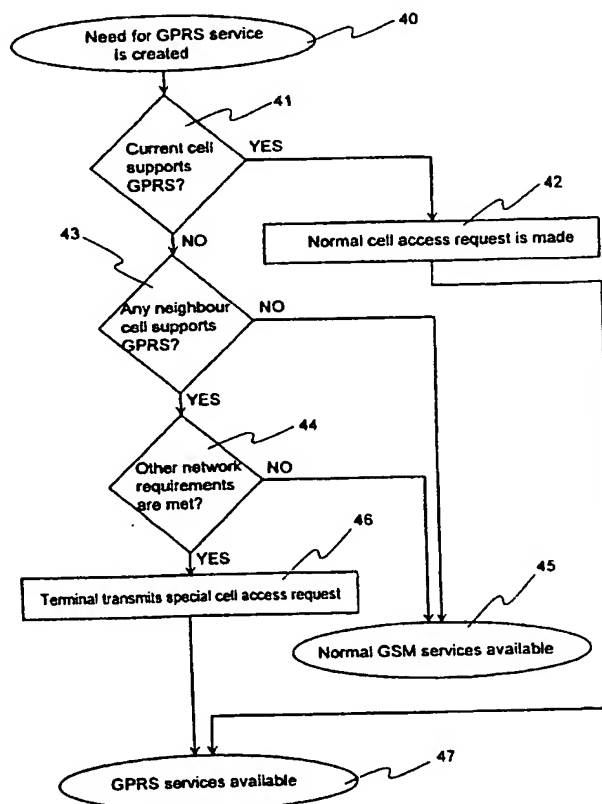 Need for GPRS service
is created
40
41
Current cell
supports
GPRS?
YES
42
Normal cell access request is made
NO
43
Any neighbour
cell supports
GPRS?
NO
YES
44
Other network
requirements
are met?
NO
46
YES
Terminal transmits special cell access request
45
Normal GSM services available
GPRS services available
47